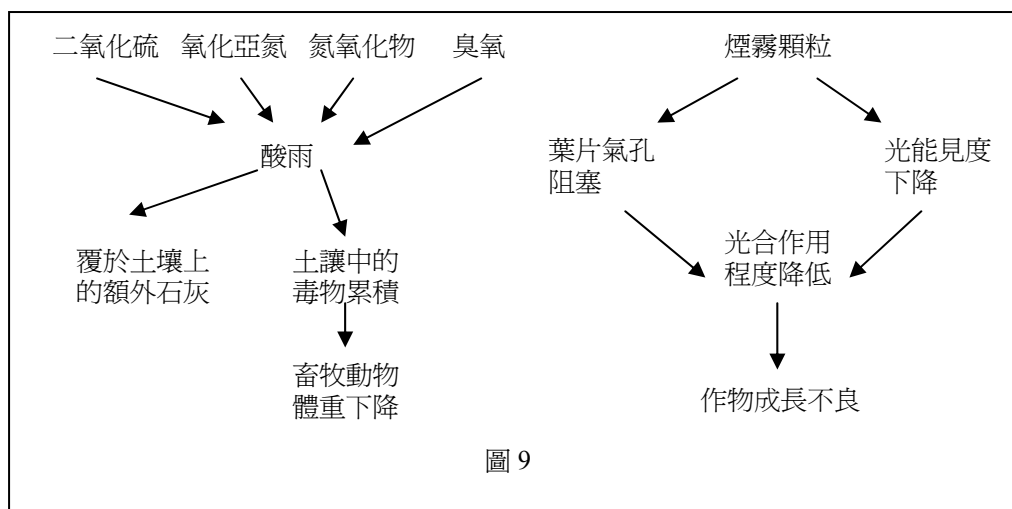 二氧化硫 氧化亞氮 氮氧化物 臭氧 煙霧顆粒
酸雨
葉片氣孔
阻塞
光能見度
下降
覆於土壤上
的額外石灰
土讓中的
毒物累積
光合作用
程度降低
畜牧動物
體重下降
作物成長不良
圖 9